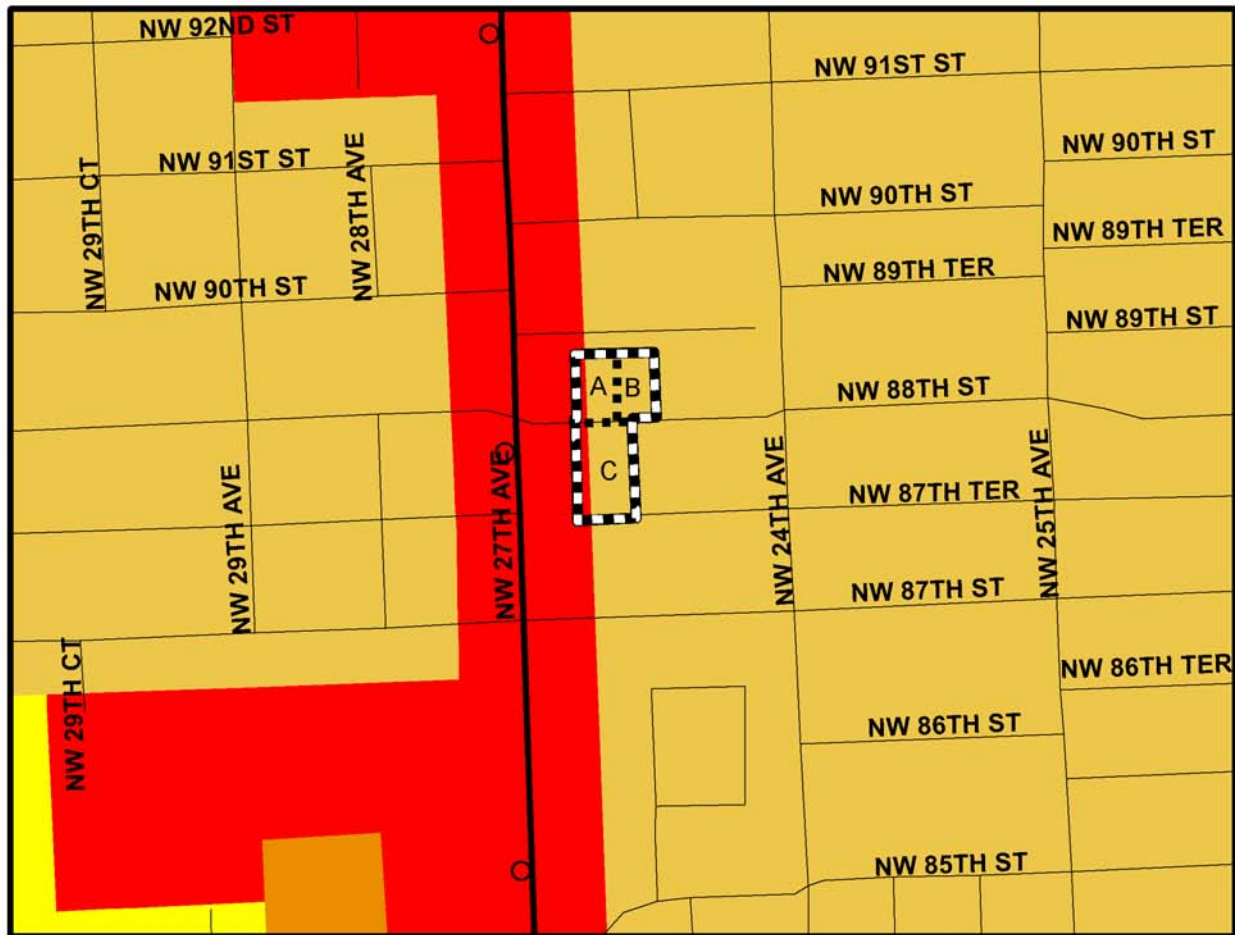 NW 92ND ST
NW 91ST ST
NW 90TH ST
NW 91ST ST
NW 28TH AVE
NW 29TH CT
NW 90TH ST
NW 89TH TER
NW 89TH TER
NW 90TH ST
NW 89TH ST
A
B
NW 88TH ST
C
NW 27TH AVE
NW 29TH AVE
NW 24TH AVE
NW 25TH AVE
NW 87TH TER
NW 87TH ST
NW 29TH CT
NW 86TH TER
NW 86TH ST
NW 85TH ST